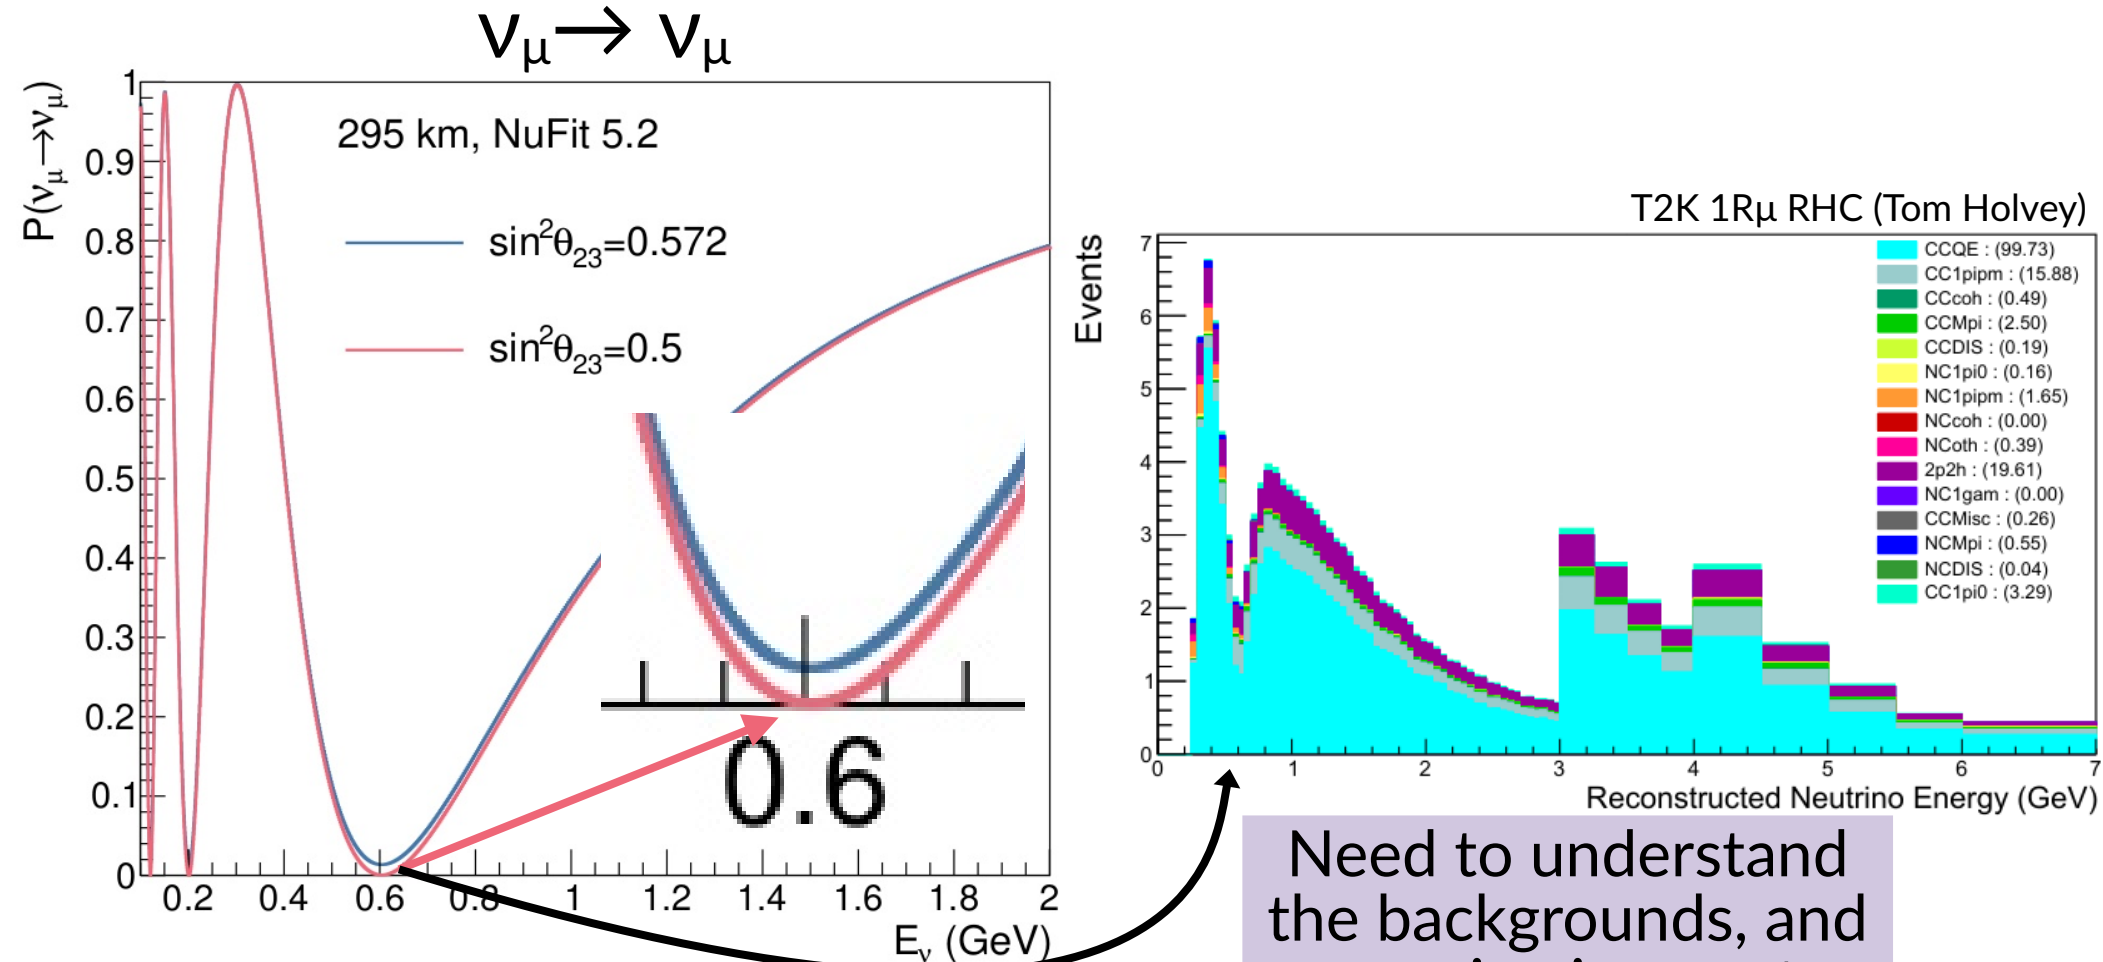 νμ→ νμ
P(νμ→νμ)
295 km, NuFit 5.2
sin²θ23=0.572
sin²θ23=0.5
1
0.9
0.8
0.7
0.6
0.5
0.4
0.3
0.2
0.1
0
0.2 0.4 0.6 0.8 1 1.2 1.4 1.6 1.8 2
Eν (GeV)
0.6
T2K 1Rμ RHC (Tom Holvey)
Events
7
6
5
4
3
2
1
0
CCQE : (99.73)
CC1pipm : (15.88)
CCcoh : (0.49)
CCMpi : (2.50)
CCDIS : (0.19)
NC1pi0 : (0.16)
NC1pipm : (1.65)
NCcoh : (0.00)
NCoth : (0.39)
2p2h : (19.61)
NC1gam : (0.00)
CCMisc : (0.26)
NCMpi : (0.55)
NCDIS : (0.04)
CC1pi0 : (3.29)
0 1 2 3 4 5 6 7
Reconstructed Neutrino Energy (GeV)
Need to understand
the backgrounds, and